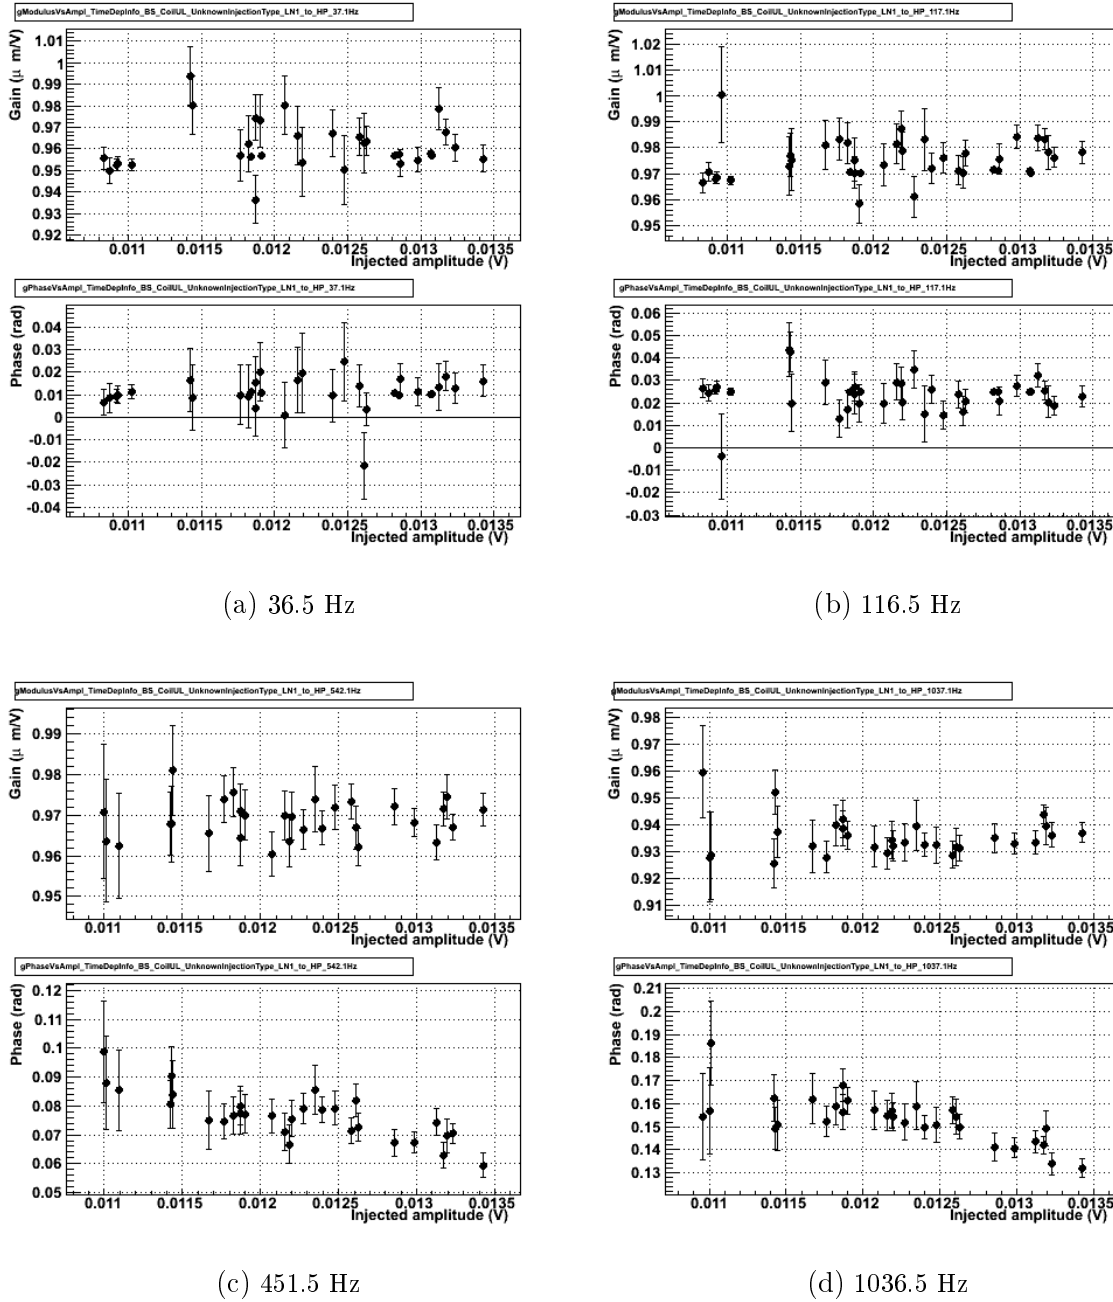 gModulusVsAmpl_TimeDepInfo_BS_CoilUL_UnknownInjectionType_LN1_to_HP_37.1Hz
Gain (μ m/V)
1.01
1
0.99
0.98
0.97
0.96
0.95
0.94
0.93
0.92
0.011 0.0115 0.012 0.0125 0.013 0.0135
Injected amplitude (V)
gPhaseVsAmpl_TimeDepInfo_BS_CoilUL_UnknownInjectionType_LN1_to_HP_37.1Hz
Phase (rad)
0.04
0.03
0.02
0.01
0
-0.01
-0.02
-0.03
-0.04
0.011 0.0115 0.012 0.0125 0.013 0.0135
Injected amplitude (V)
(a) 36.5 Hz
gModulusVsAmpl_TimeDepInfo_BS_CoilUL_UnknownInjectionType_LN1_to_HP_117.1Hz
Gain (μ m/V)
1.02
1.01
1
0.99
0.98
0.97
0.96
0.95
0.011 0.0115 0.012 0.0125 0.013 0.0135
Injected amplitude (V)
gPhaseVsAmpl_TimeDepInfo_BS_CoilUL_UnknownInjectionType_LN1_to_HP_117.1Hz
Phase (rad)
0.06
0.05
0.04
0.03
0.02
0.01
0
-0.01
-0.02
-0.03
0.011 0.0115 0.012 0.0125 0.013 0.0135
Injected amplitude (V)
(b) 116.5 Hz
gModulusVsAmpl_TimeDepInfo_BS_CoilUL_UnknownInjectionType_LN1_to_HP_542.1Hz
Gain (μ m/V)
0.99
0.98
0.97
0.96
0.95
0.011 0.0115 0.012 0.0125 0.013 0.0135
Injected amplitude (V)
gPhaseVsAmpl_TimeDepInfo_BS_CoilUL_UnknownInjectionType_LN1_to_HP_542.1Hz
Phase (rad)
0.12
0.11
0.1
0.09
0.08
0.07
0.06
0.05
0.011 0.0115 0.012 0.0125 0.013 0.0135
Injected amplitude (V)
(c) 451.5 Hz
gModulusVsAmpl_TimeDepInfo_BS_CoilUL_UnknownInjectionType_LN1_to_HP_1037.1Hz
Gain (μ m/V)
0.98
0.97
0.96
0.95
0.94
0.93
0.92
0.91
0.011 0.0115 0.012 0.0125 0.013 0.0135
Injected amplitude (V)
gPhaseVsAmpl_TimeDepInfo_BS_CoilUL_UnknownInjectionType_LN1_to_HP_1037.1Hz
Phase (rad)
0.21
0.2
0.19
0.18
0.17
0.16
0.15
0.14
0.13
0.011 0.0115 0.012 0.0125 0.013 0.0135
Injected amplitude (V)
(d) 1036.5 Hz